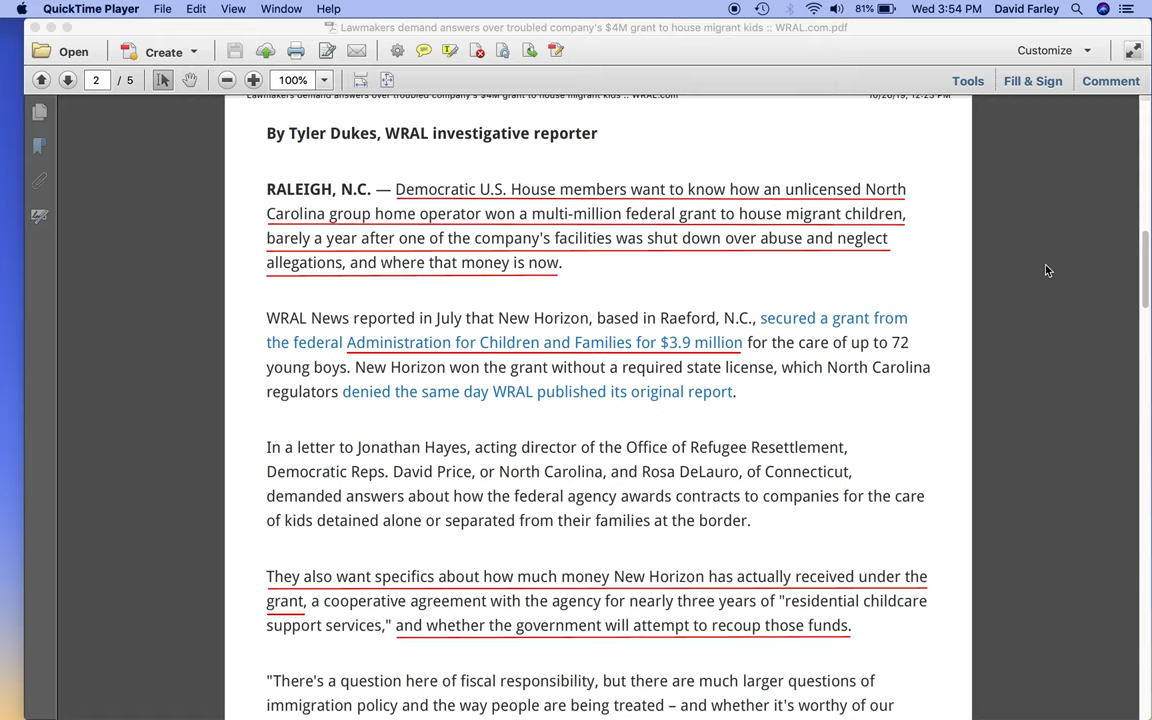 QuickTime Player File Edit View Window Help 81% Wed 3:54 PM David Farley
Lawmakers demand answers over troubled company's $4M grant to house migrant kids :: WRAL.com.pdf
Open Create Customize
2 / 5 100% Tools Fill & Sign Comment
Lawmakers demand answers over troubled company's $4M grant to house migrant kids :: WRAL.com
By Tyler Dukes, WRAL investigative reporter
RALEIGH, N.C. — Democratic U.S. House members want to know how an unlicensed North
Carolina group home operator won a multi-million federal grant to house migrant children,
barely a year after one of the company's facilities was shut down over abuse and neglect
allegations, and where that money is now.
WRAL News reported in July that New Horizon, based in Raeford, N.C., secured a grant from
the federal Administration for Children and Families for $3.9 million for the care of up to 72
young boys. New Horizon won the grant without a required state license, which North Carolina
regulators denied the same day WRAL published its original report.
In a letter to Jonathan Hayes, acting director of the Office of Refugee Resettlement,
Democratic Reps. David Price, or North Carolina, and Rosa DeLauro, of Connecticut,
demanded answers about how the federal agency awards contracts to companies for the care
of kids detained alone or separated from their families at the border.
They also want specifics about how much money New Horizon has actually received under the
grant, a cooperative agreement with the agency for nearly three years of "residential childcare
support services," and whether the government will attempt to recoup those funds.
"There's a question here of fiscal responsibility, but there are much larger questions of
immigration policy and the way people are being treated – and whether it's worthy of our